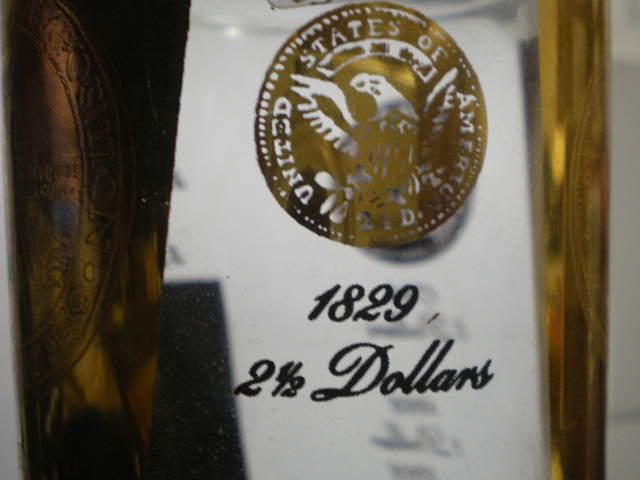 UNITED STATES OF AMERICA
2½ D.
1829
2½ Dollars